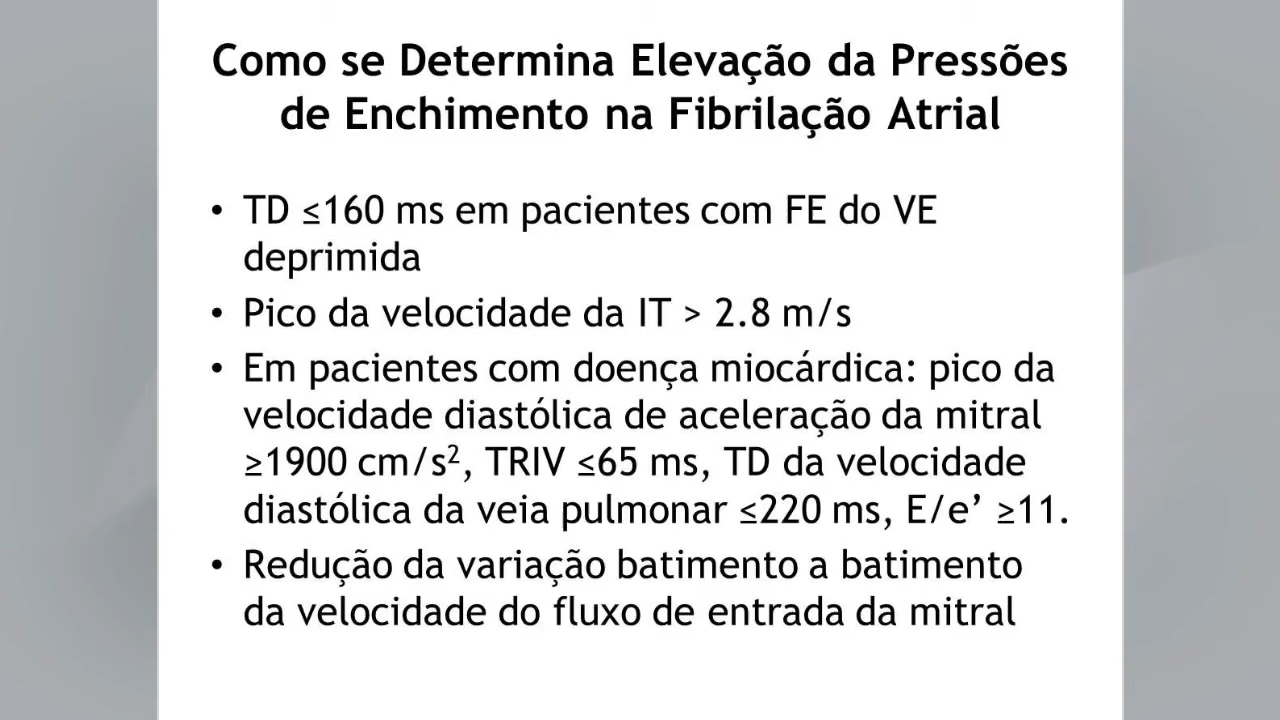 Como se Determina Elevação da Pressões
de Enchimento na Fibrilação Atrial
• TD ≤160 ms em pacientes com FE do VE
deprimida
• Pico da velocidade da IT > 2.8 m/s
• Em pacientes com doença miocárdica: pico da
velocidade diastólica de aceleração da mitral
≥1900 cm/s², TRIV ≤65 ms, TD da velocidade
diastólica da veia pulmonar ≤220 ms, E/e’ ≥11.
• Redução da variação batimento a batimento
da velocidade do fluxo de entrada da mitral